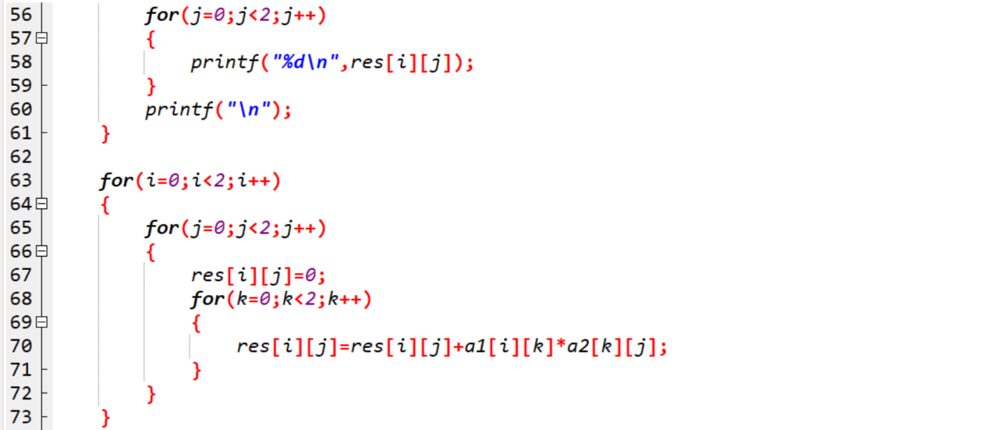 56 for(j=0;j<2;j++)
57 {
58 printf("%d\n",res[i][j]);
59 }
60 printf("\n");
61 }
62
63 for(i=0;i<2;i++)
64 {
65 for(j=0;j<2;j++)
66 {
67 res[i][j]=0;
68 for(k=0;k<2;k++)
69 {
70 res[i][j]=res[i][j]+a1[i][k]*a2[k][j];
71 }
72 }
73 }